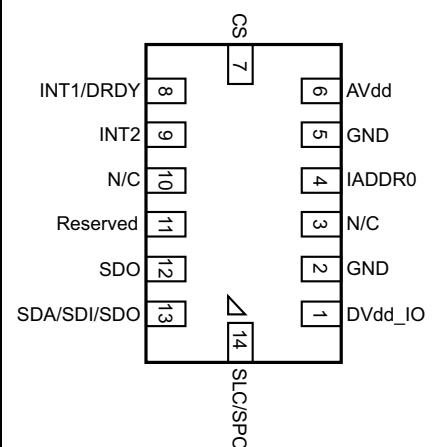 CS
7
INT1/DRDY 8 6 AVdd
INT2 9 5 GND
N/C 10 4 IADDR0
Reserved 11 3 N/C
SDO 12 2 GND
SDA/SDI/SDO 13 1 DVdd_IO
14
SLC/SPC